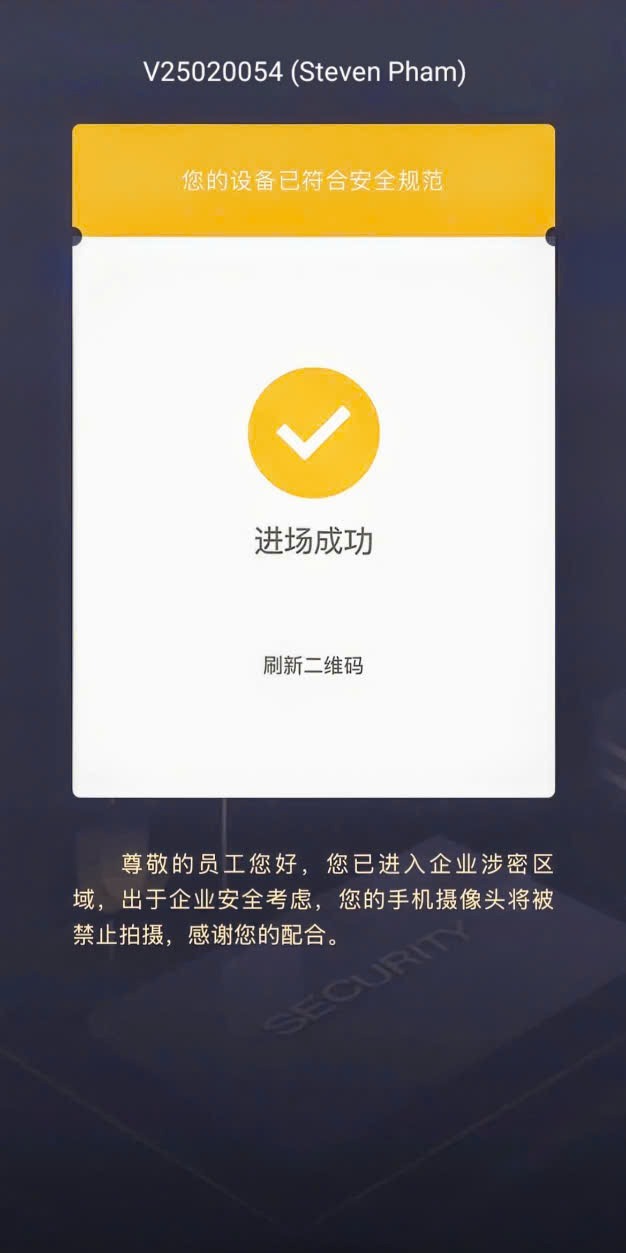 V25020054 (Steven Pham)
您的设备已符合安全规范
进场成功
刷新二维码
尊敬的员工您好，您已进入企业涉密区
域，出于企业安全考虑，您的手机摄像头将被
禁止拍摄，感谢您的配合。
SECURITY